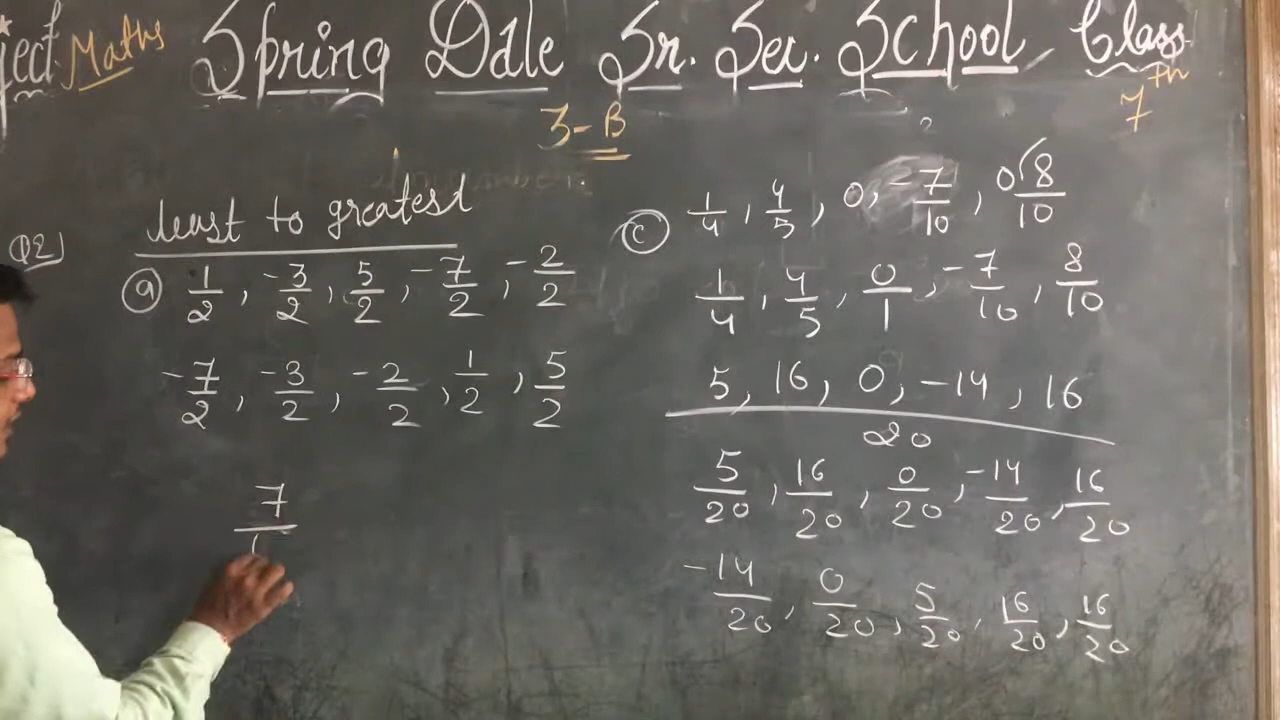 ject Maths Spring Dale Sr. Sec. School, Class 7th
3-B
Q2) least to greatest
(a) 1/2, -3/2, 5/2, -7/2, -2/2
-7/2, -3/2, -2/2, 1/2, 5/2
7
(c) 1/4, 4/5, 0, -7/10, 8/10
1/4, 4/5, 0/1, -7/10, 8/10
5, 16, 0, -14, 16
20
5/20, 16/20, 0/20, -14/20, 16/20
-14/20, 0/20, 5/20, 16/20, 16/20